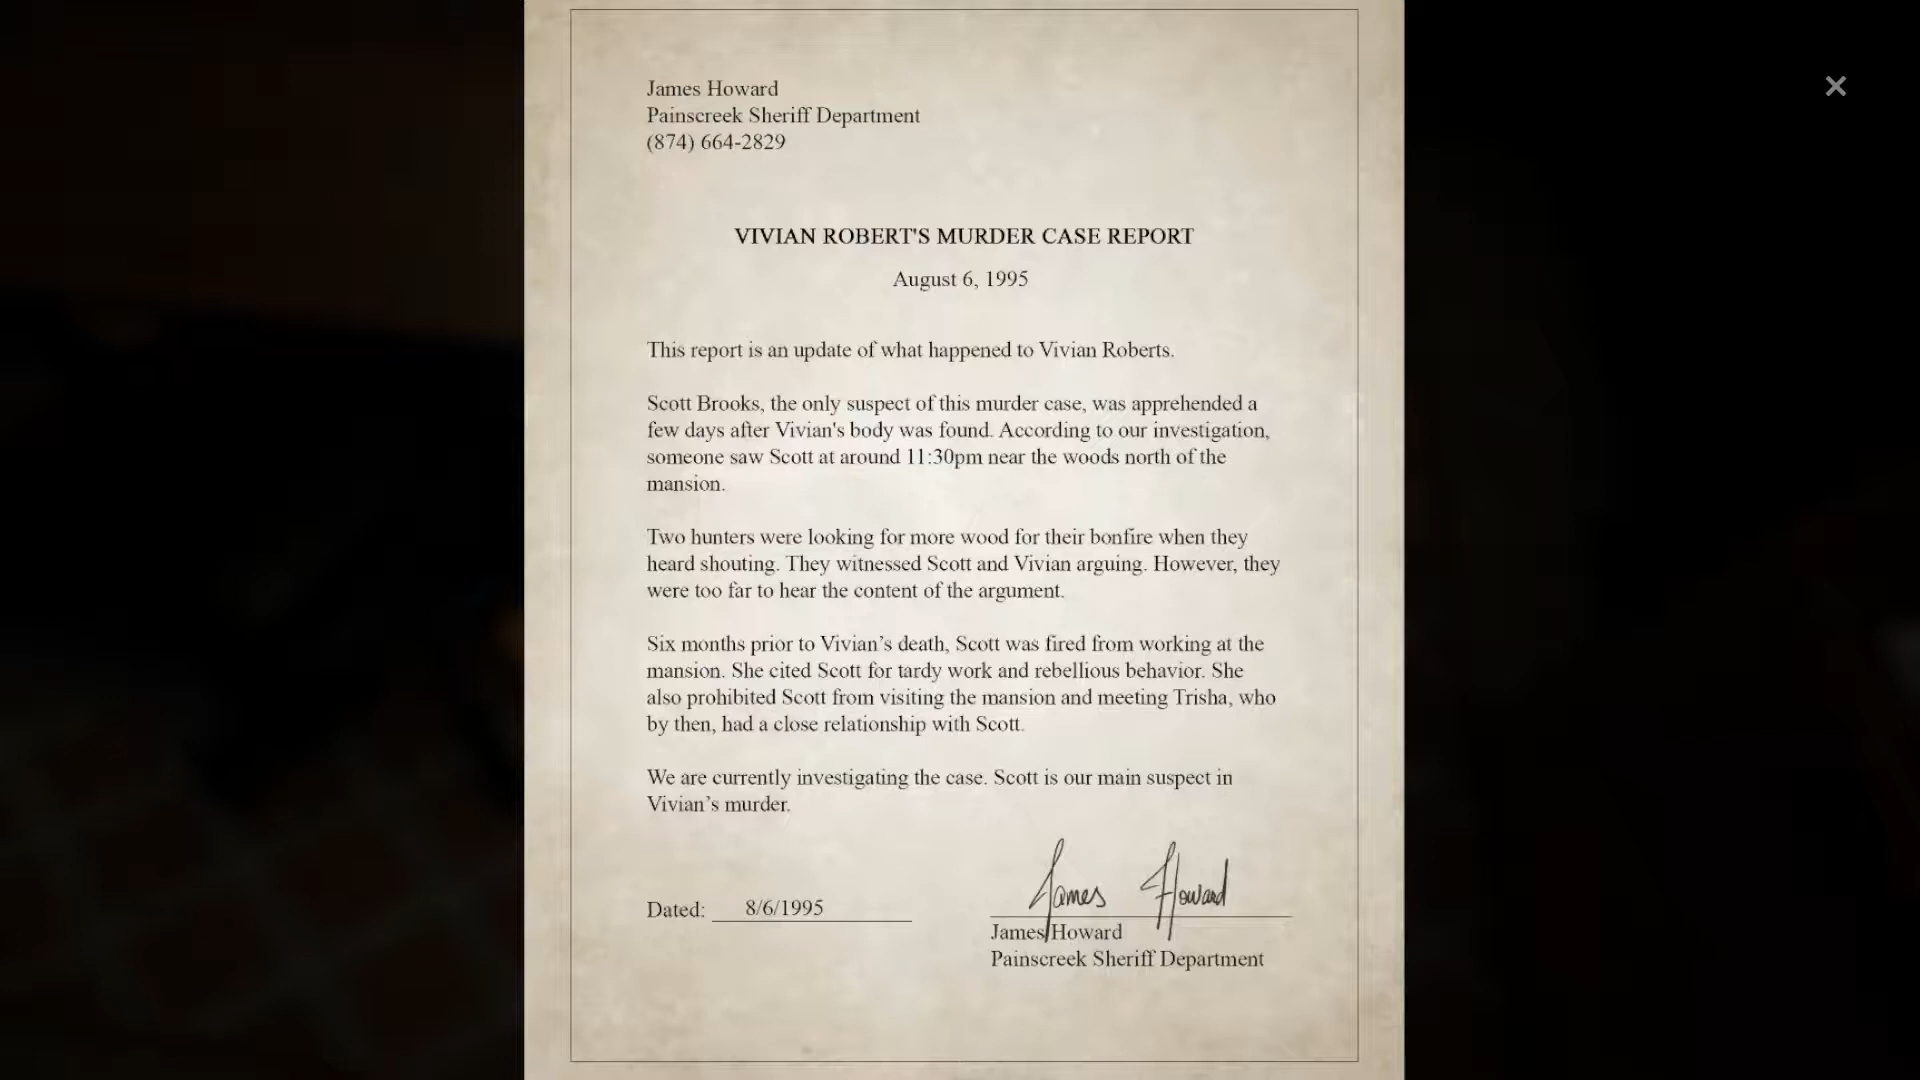 James Howard
Painscreek Sheriff Department
(874) 664-2829
VIVIAN ROBERT'S MURDER CASE REPORT
August 6, 1995
This report is an update of what happened to Vivian Roberts.
Scott Brooks, the only suspect of this murder case, was apprehended a
few days after Vivian's body was found. According to our investigation,
someone saw Scott at around 11:30pm near the woods north of the
mansion.
Two hunters were looking for more wood for their bonfire when they
heard shouting. They witnessed Scott and Vivian arguing. However, they
were too far to hear the content of the argument.
Six months prior to Vivian’s death, Scott was fired from working at the
mansion. She cited Scott for tardy work and rebellious behavior. She
also prohibited Scott from visiting the mansion and meeting Trisha, who
by then, had a close relationship with Scott.
We are currently investigating the case. Scott is our main suspect in
Vivian’s murder.
Dated: 8/6/1995
James Howard
James Howard
Painscreek Sheriff Department